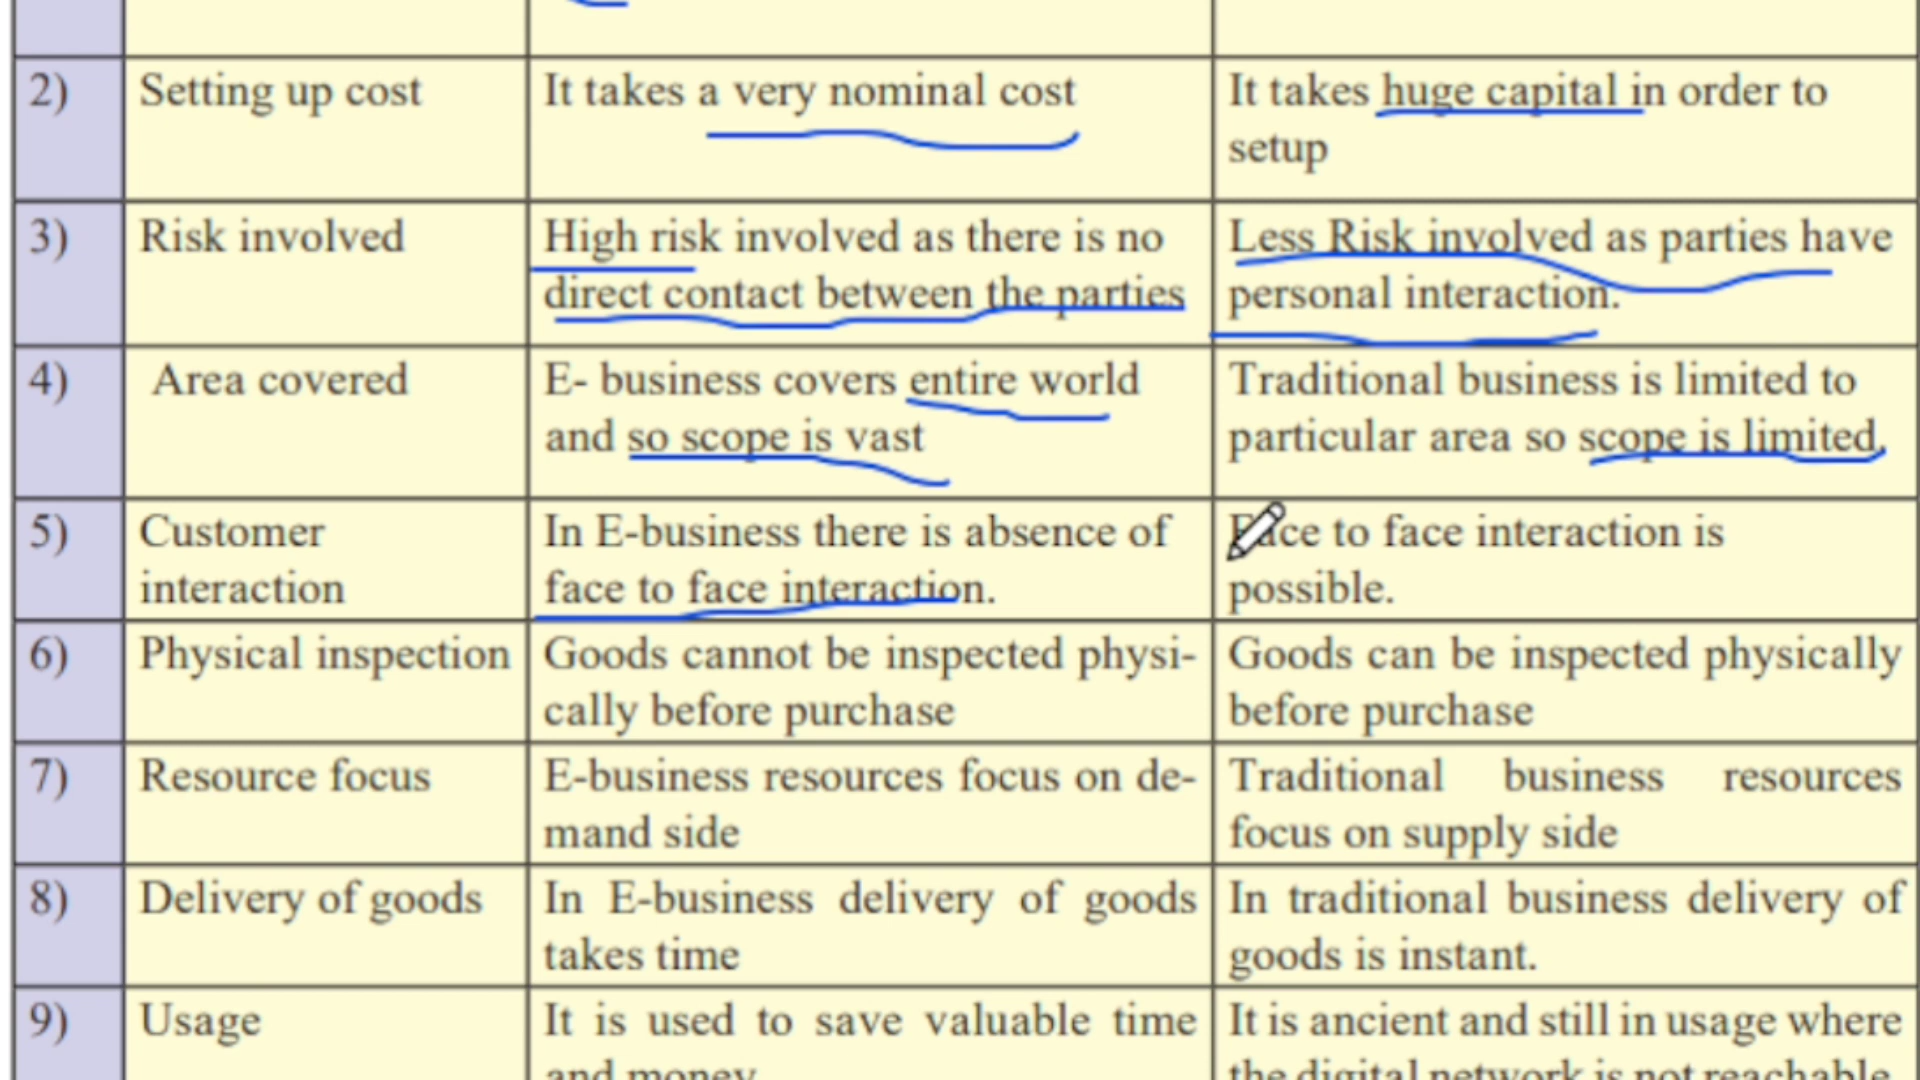 2) Setting up cost It takes a very nominal cost It takes huge capital in order to
setup
3) Risk involved High risk involved as there is no Less Risk involved as parties have
direct contact between the parties personal interaction.
4) Area covered E- business covers entire world Traditional business is limited to
and so scope is vast particular area so scope is limited.
5) Customer In E-business there is absence of Face to face interaction is
interaction face to face interaction. possible.
6) Physical inspection Goods cannot be inspected physi- Goods can be inspected physically
cally before purchase before purchase
7) Resource focus E-business resources focus on de- Traditional business resources
mand side focus on supply side
8) Delivery of goods In E-business delivery of goods In traditional business delivery of
takes time goods is instant.
9) Usage It is used to save valuable time It is ancient and still in usage where
and money the digital network is not reachable